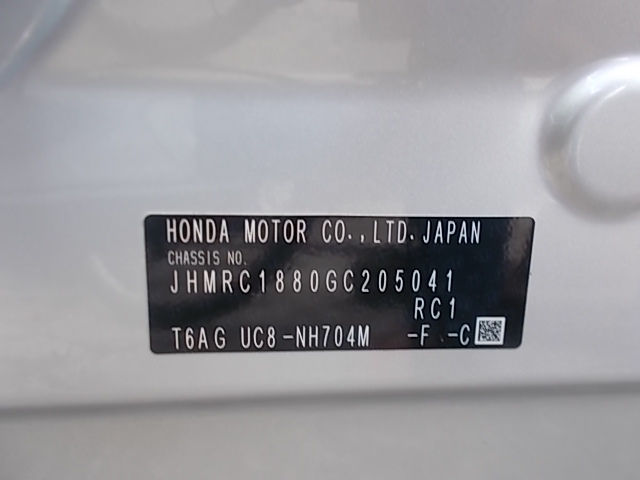 HONDA MOTOR CO.,LTD.JAPAN
CHASSIS NO.
JHMRC1880GC205041
RC1
T6AG UC8-NH704M -F -C